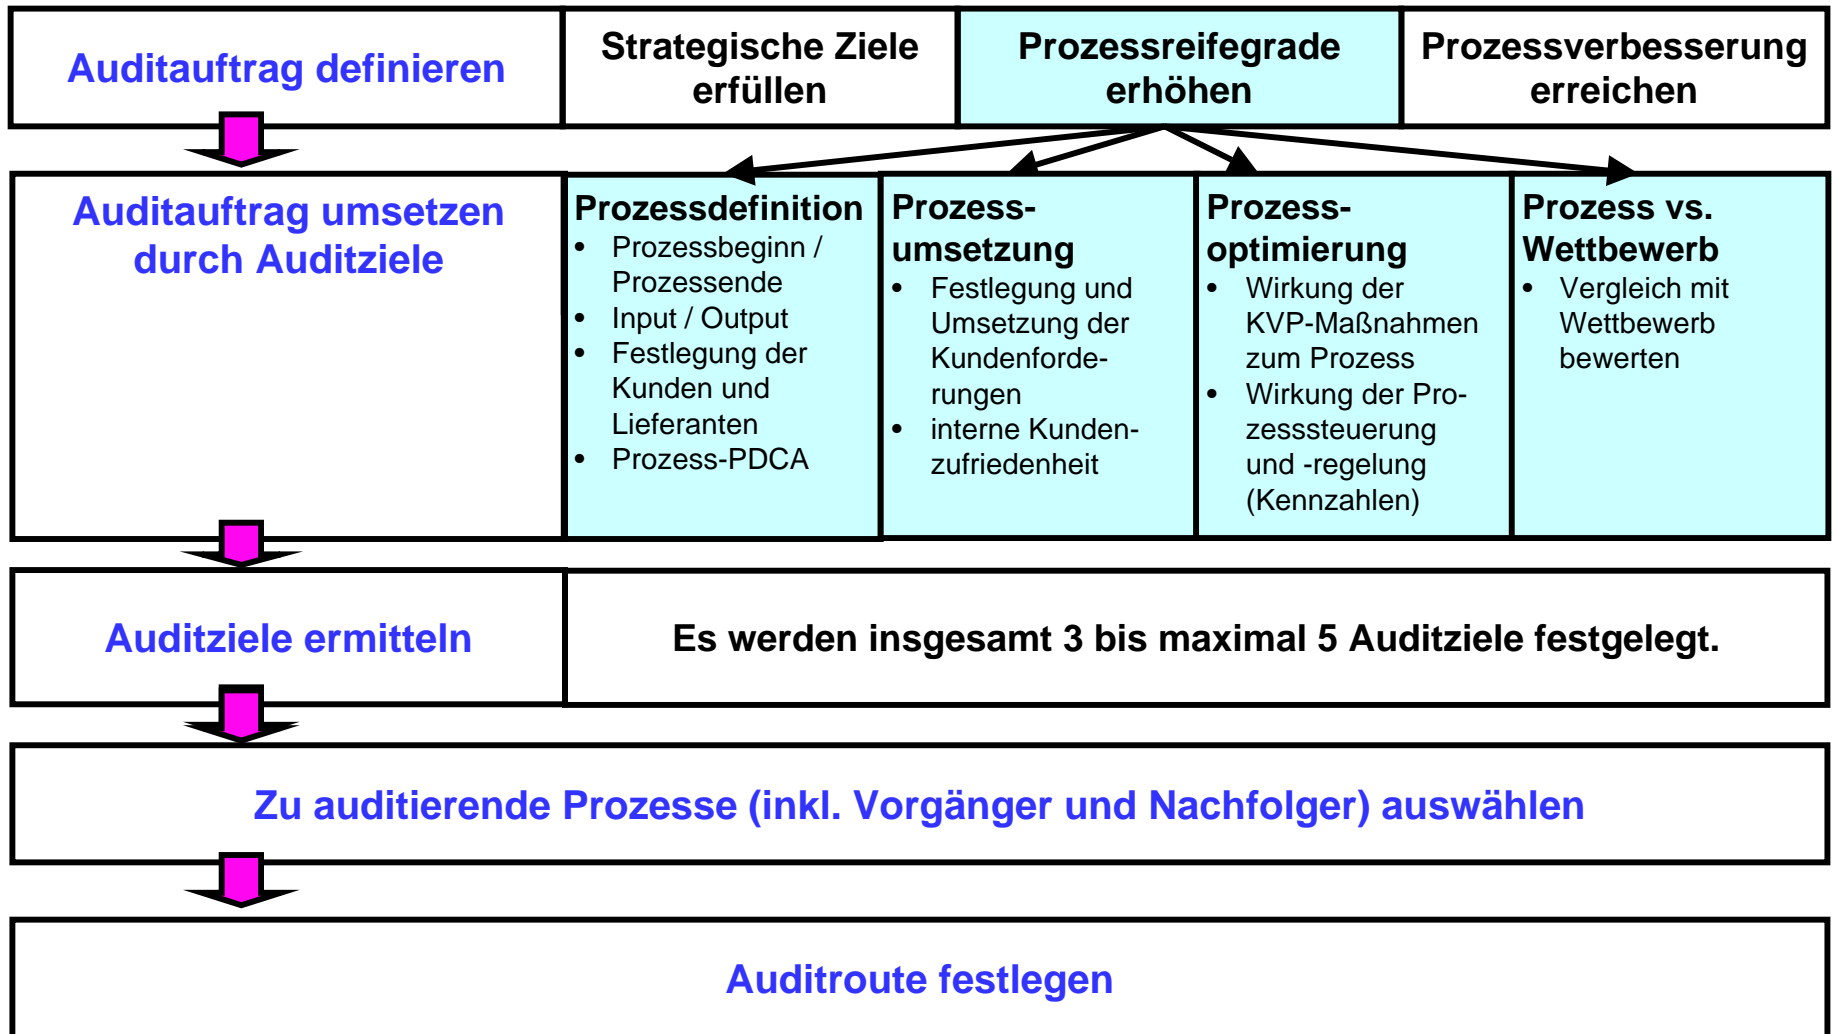 Auditauftrag definieren
Strategische Ziele
erfüllen
Prozessreifegrade
erhöhen
Prozessverbesserung
erreichen
Auditauftrag umsetzen
durch Auditziele
Prozessdefinition
• Prozessbeginn /
Prozessende
• Input / Output
• Festlegung der
Kunden und
Lieferanten
• Prozess-PDCA
Prozess-
umsetzung
• Festlegung und
Umsetzung der
Kundenforde-
rungen
• interne Kunden-
zufriedenheit
Prozess-
optimierung
• Wirkung der
KVP-Maßnahmen
zum Prozess
• Wirkung der Pro-
zesssteuerung
und -regelung
(Kennzahlen)
Prozess vs.
Wettbewerb
• Vergleich mit
Wettbewerb
bewerten
Auditziele ermitteln
Es werden insgesamt 3 bis maximal 5 Auditziele festgelegt.
Zu auditierende Prozesse (inkl. Vorgänger und Nachfolger) auswählen
Auditroute festlegen